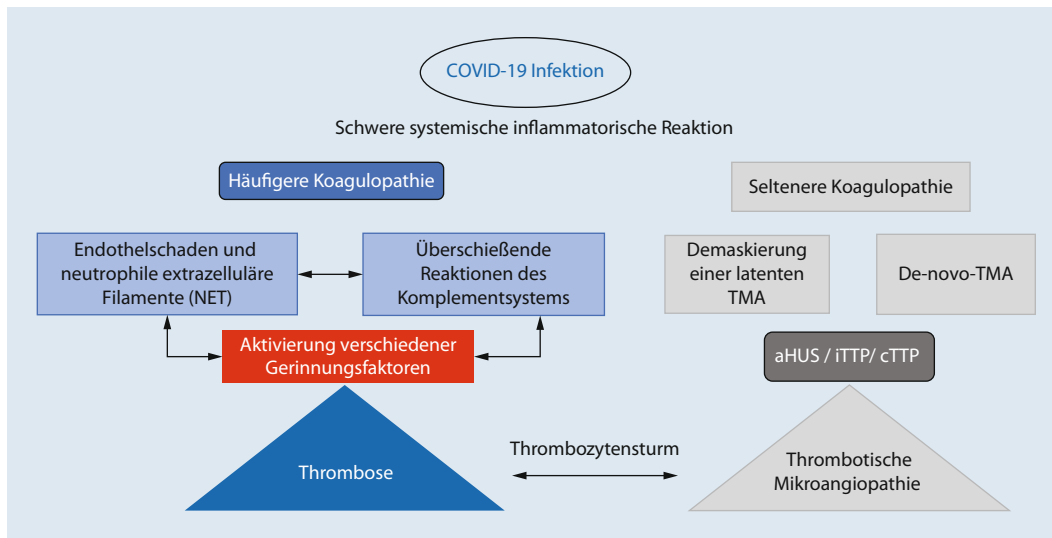 COVID-19 Infektion
Schwere systemische inflammatorische Reaktion
Häufigere Koagulopathie
Seltenere Koagulopathie
Endothelschaden und
neutrophile extrazelluläre
Filamente (NET)
Überschießende
Reaktionen des
Komplementsystems
Demaskierung
einer latenten
TMA
De-novo-TMA
Aktivierung verschiedener
Gerinnungsfaktoren
aHUS / iTTP/ cTTP
Thrombose
Thrombozytensturm
Thrombotische
Mikroangiopathie